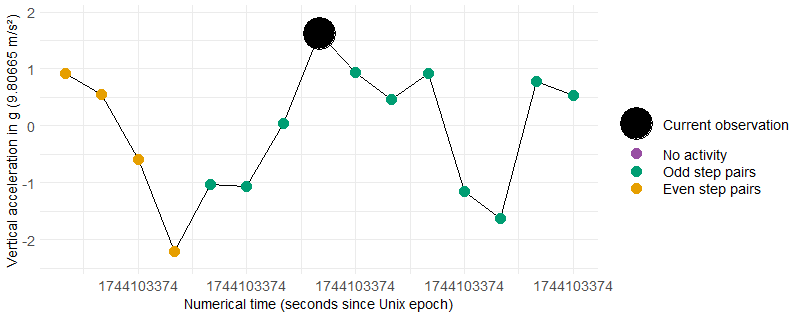 Vertical acceleration in g (9.80665 m/s²)
2
1
0
-1
-2
1744103374 1744103374 1744103374 1744103374
Numerical time (seconds since Unix epoch)
Current observation
No activity
Odd step pairs
Even step pairs